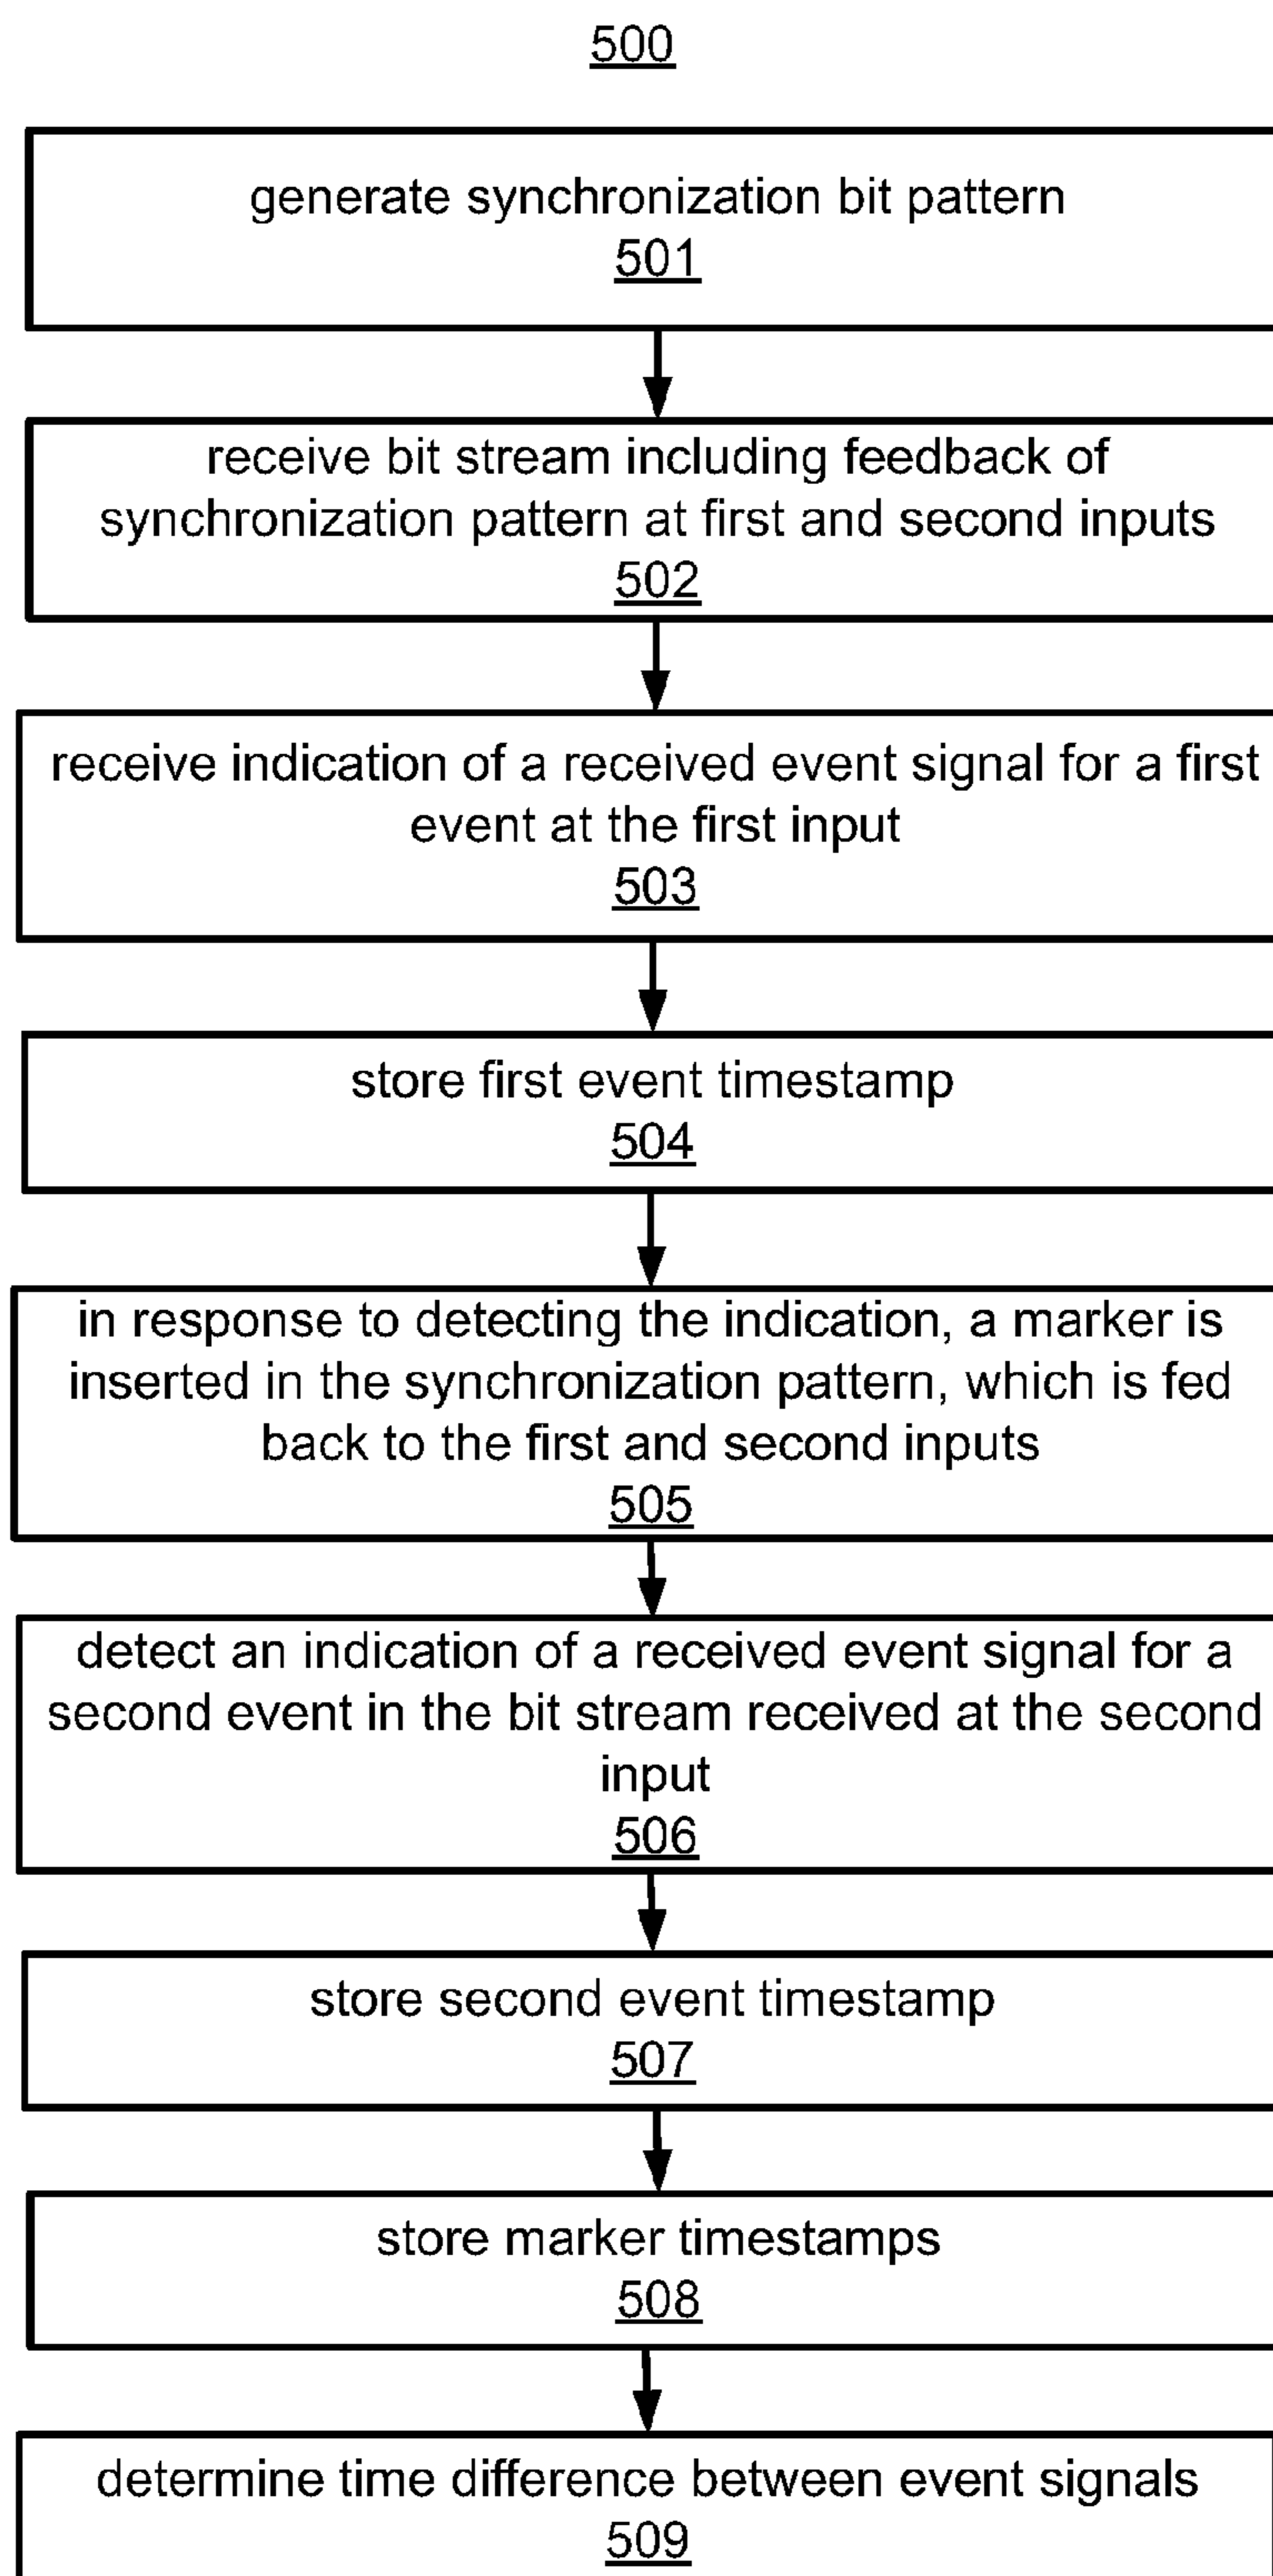 500
generate synchronization bit pattern
501
receive bit stream including feedback of
synchronization pattern at first and second inputs
502
receive indication of a received event signal for a first
event at the first input
503
store first event timestamp
504
in response to detecting the indication, a marker is
inserted in the synchronization pattern, which is fed
back to the first and second inputs
505
detect an indication of a received event signal for a
second event in the bit stream received at the second
input
506
store second event timestamp
507
store marker timestamps
508
determine time difference between event signals
509